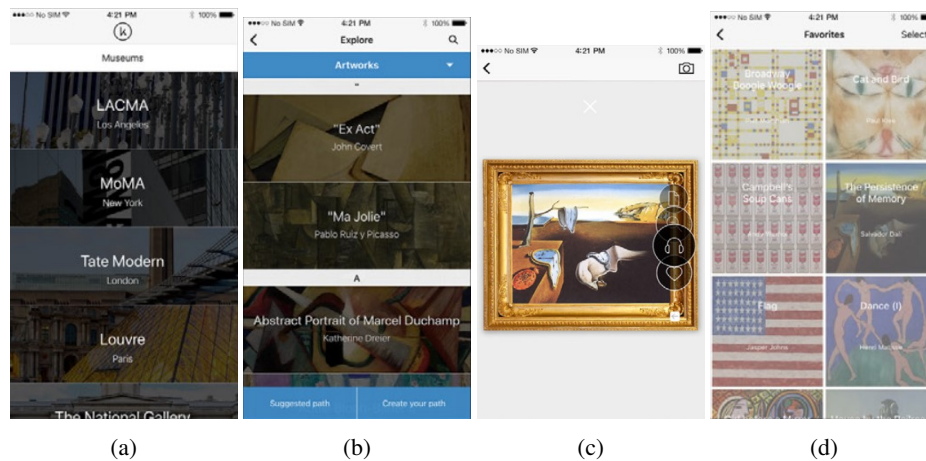 No SIM 4:21 PM 100%
k
Museums
LACMA
Los Angeles
MoMA
New York
Tate Modern
London
Louvre
Paris
The National Gallery
(a)
No SIM 4:21 PM 100%
Explore
Artworks
"
"Ex Act"
John Covert
"Ma Jolie"
Pablo Ruiz y Picasso
A
Abstract Portrait of Marcel Duchamp
Katherine Dreier
Suggested path
Create your path
(b)
No SIM 4:21 PM 100%
(c)
No SIM 4:21 PM 100%
Favorites Select
Broadway
Boogie Woogie
Cat and Bird
Paul Klee
Campbell's
Soup Cans
Andy Warhol
The Persistence
of Memory
Salvador Dalí
Flag
Jasper Johns
Dance (I)
Henri Matisse
(d)